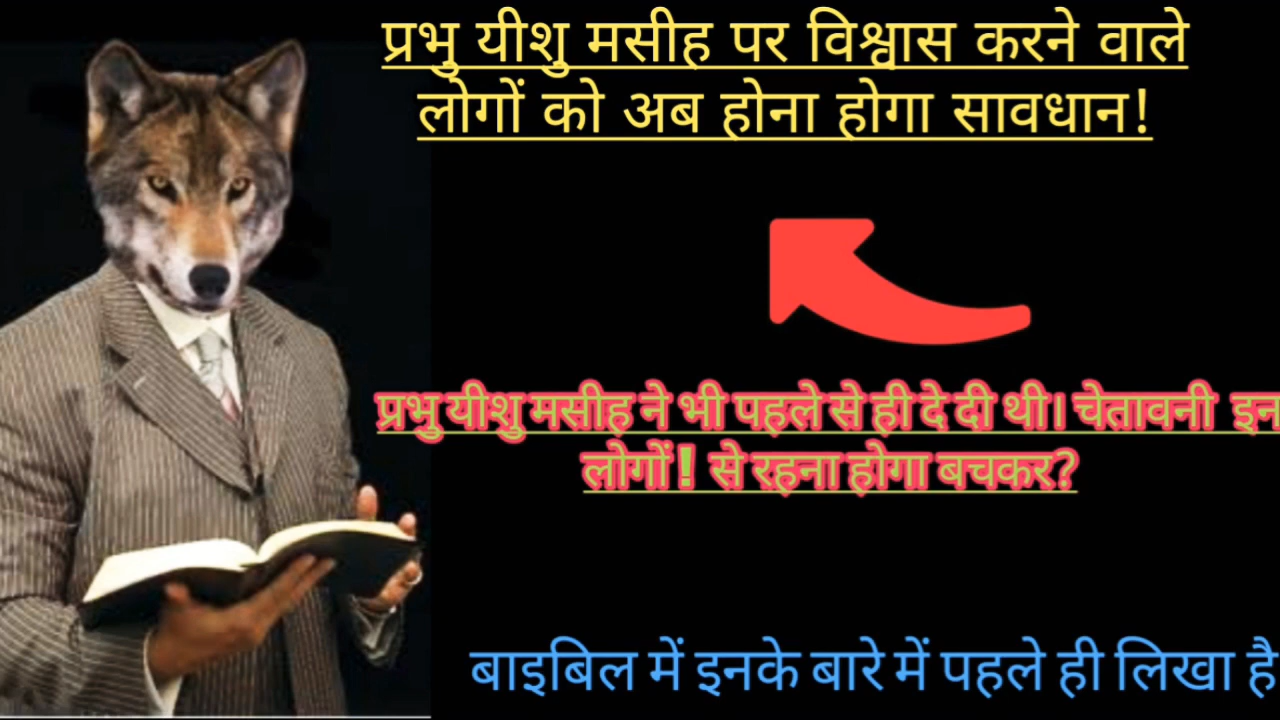 प्रभु यीशु मसीह पर विश्वास करने वाले
लोगों को अब होना होगा सावधान!
प्रभु यीशु मसीह ने भी पहले से ही दे दी थी। चेतावनी इन
लोगों! से रहना होगा बचकर?
बाइबिल में इनके बारे में पहले ही लिखा है